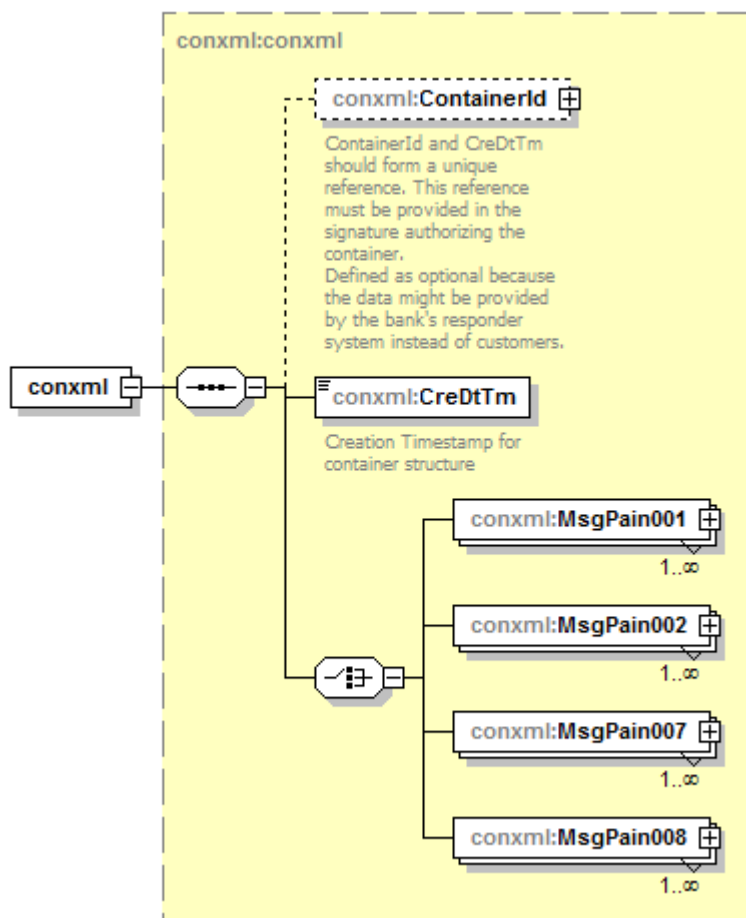 conxml:conxml
conxml:ContainerId
ContainerId and CreDtTm
should form a unique
reference. This reference
must be provided in the
signature authorizing the
container.
Defined as optional because
the data might be provided
by the bank's responder
system instead of customers.
conxml
conxml:CreDtTm
Creation Timestamp for
container structure
conxml:MsgPain001
1..∞
conxml:MsgPain002
1..∞
conxml:MsgPain007
1..∞
conxml:MsgPain008
1..∞